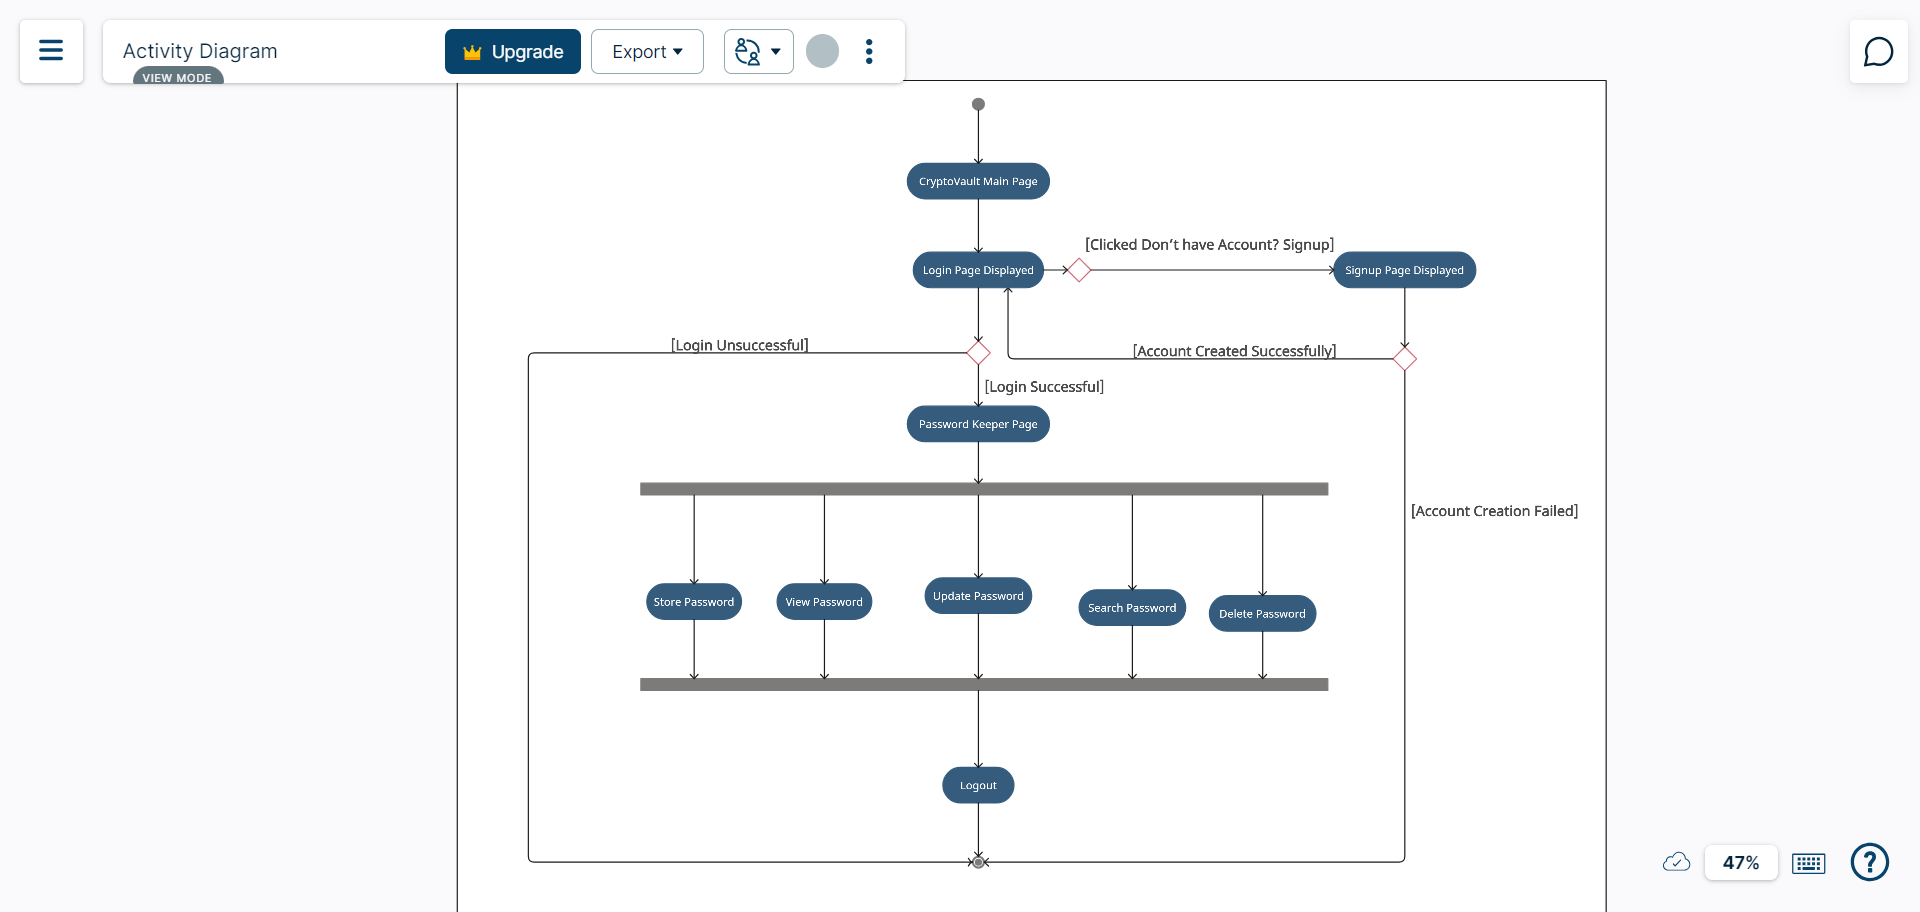 Activity Diagram
VIEW MODE
Upgrade
Export
CryptoVault Main Page
[Clicked Don't have Account? Signup]
Login Page Displayed
Signup Page Displayed
[Login Unsuccessful]
[Account Created Successfully]
[Login Successful]
Password Keeper Page
[Account Creation Failed]
Store Password
View Password
Update Password
Search Password
Delete Password
Logout
47%
?